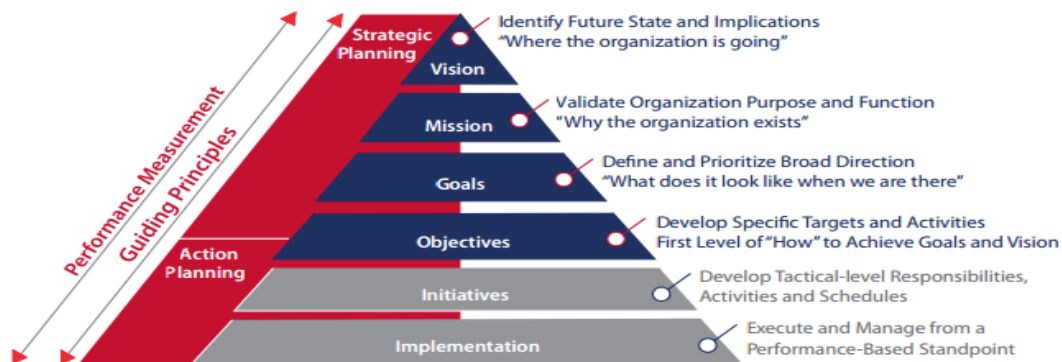 Performance Measurement
Guiding Principles
Strategic
Planning
Action
Planning
Vision
Identify Future State and Implications
“Where the organization is going”
Mission
Validate Organization Purpose and Function
“Why the organization exists”
Goals
Define and Prioritize Broad Direction
“What does it look like when we are there”
Objectives
Develop Specific Targets and Activities
First Level of “How” to Achieve Goals and Vision
Initiatives
Develop Tactical-level Responsibilities,
Activities and Schedules
Implementation
Execute and Manage from a
Performance-Based Standpoint